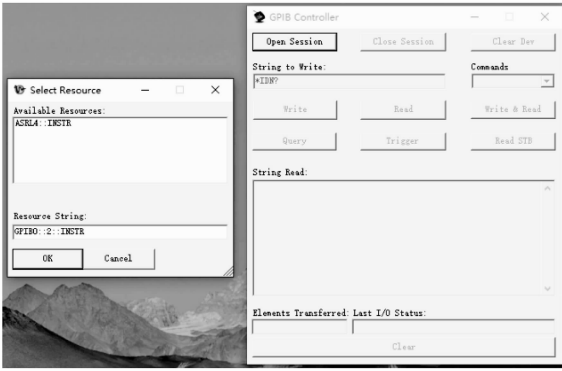 GPIB Controller
Open Session
Close Session
Clear Dev
String to Write:
Commands
*IDN?
Write
Read
Write & Read
Query
Trigger
Read STB
String Read:
Elements Transferred:
Last I/O Status:
Clear
Select Resource
Available Resources:
ASRL4::INSTR
Resource String:
GPIB0::2::INSTR
OK
Cancel